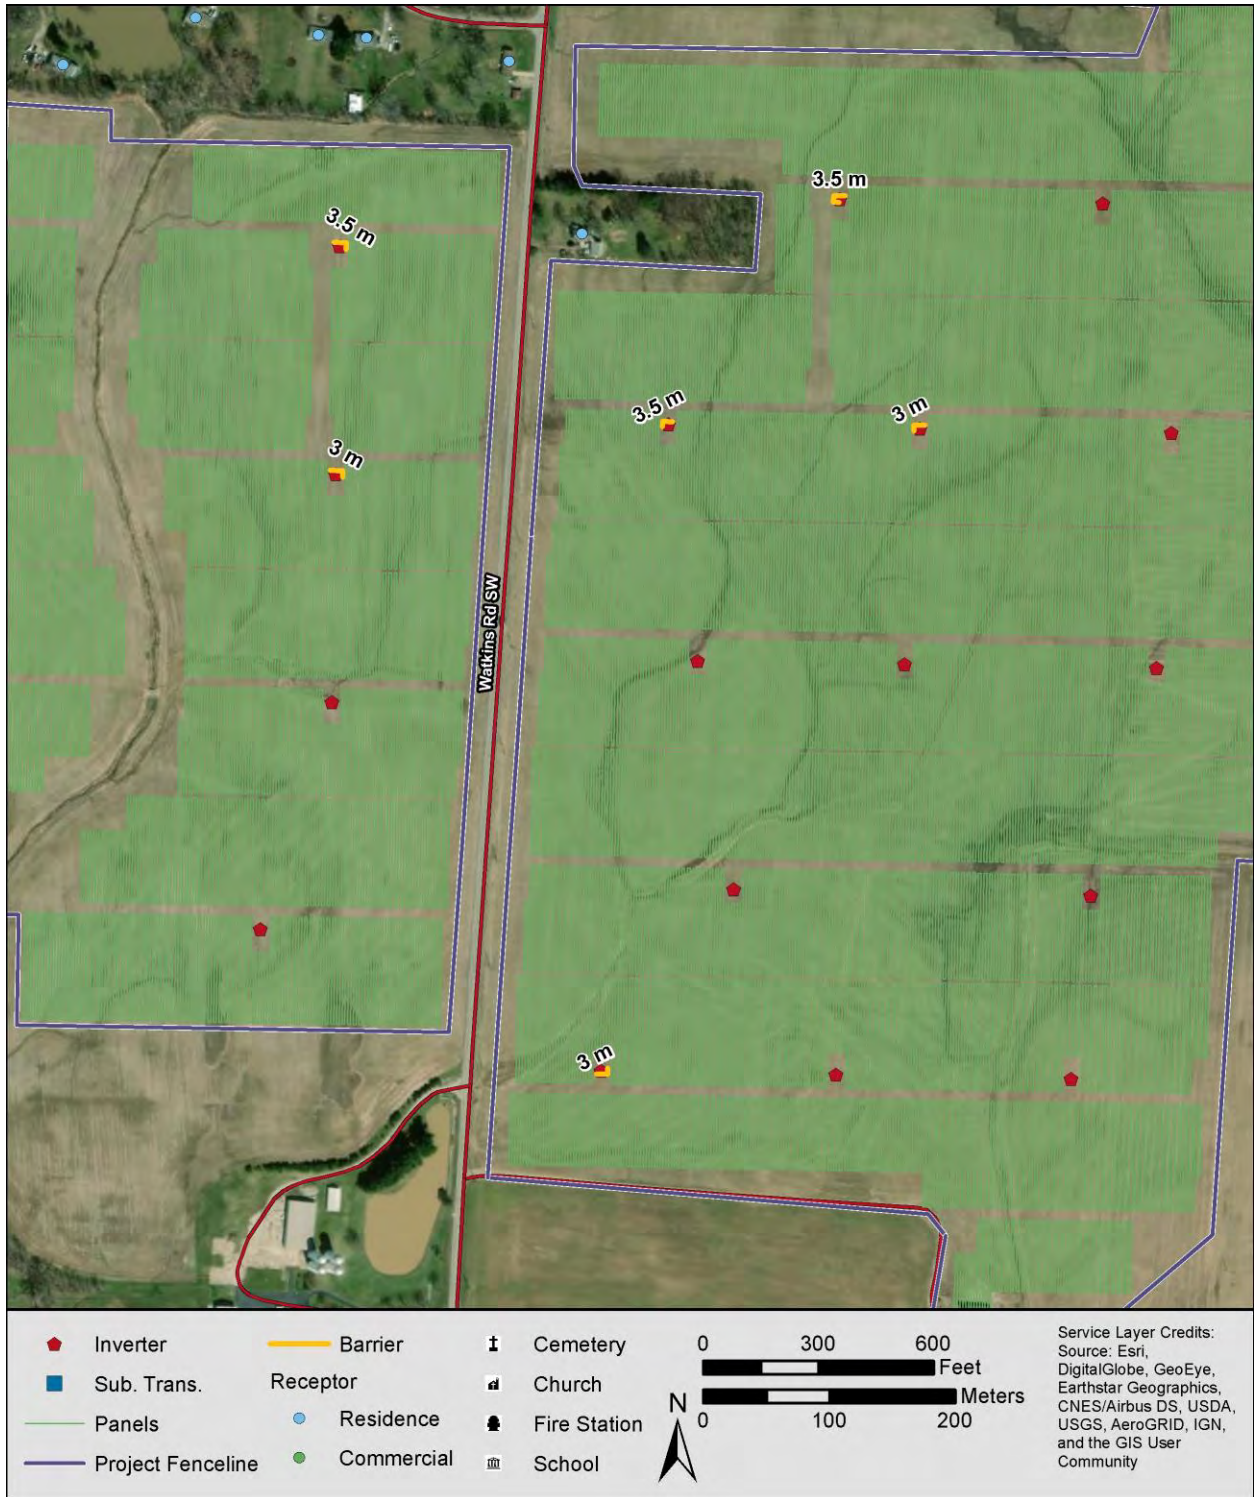 3.5 m
3.5 m
3.5 m
3 m
3 m
Watkins Rd SW
3 m
Inverter
Sub. Trans.
Panels
Project Fenceline
Barrier
Receptor
Residence
Commercial
Cemetery
Church
Fire Station
School
0 300 600
Feet
Meters
0 100 200
N
Service Layer Credits:
Source: Esri,
DigitalGlobe, GeoEye,
Earthstar Geographics,
CNES/Airbus DS, USDA,
USGS, AeroGRID, IGN,
and the GIS User
Community